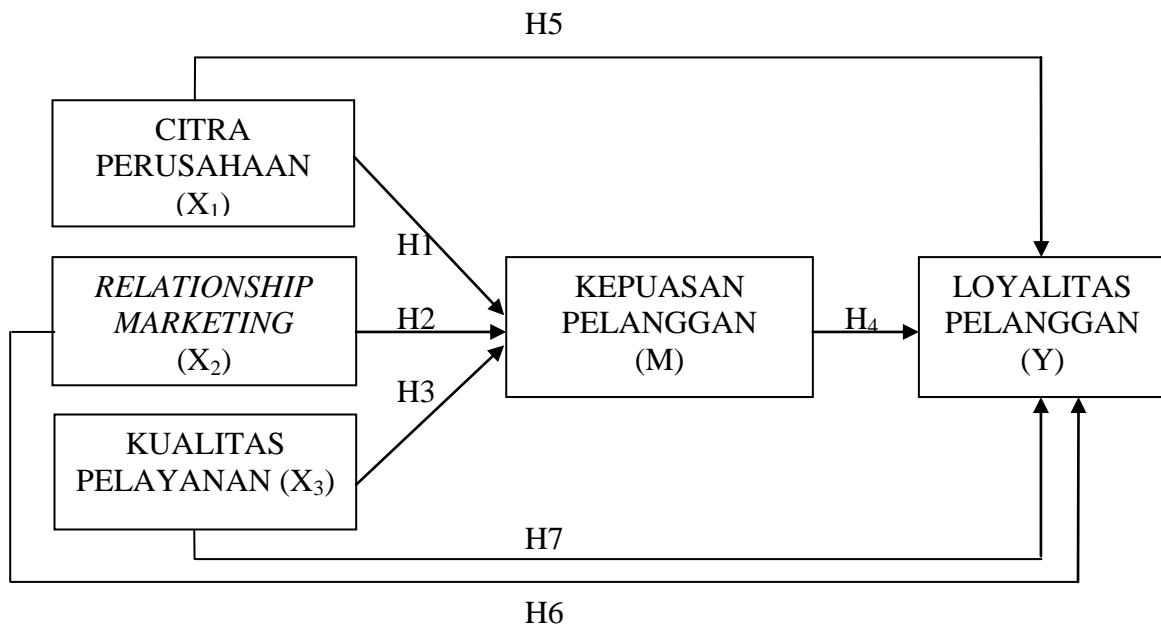 H5
CITRA
PERUSAHAAN
(X₁)
H1
RELATIONSHIP
MARKETING
(X₂)
H2
KEPUASAN
PELANGGAN
(M)
H₄
LOYALITAS
PELANGGAN
(Y)
H3
KUALITAS
PELAYANAN (X₃)
H7
H6